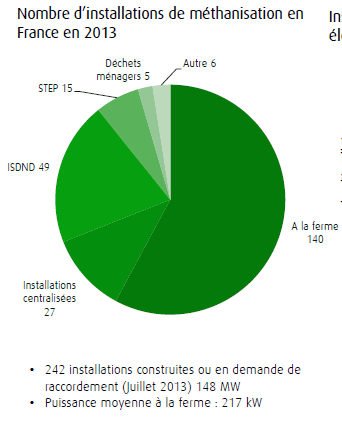 Nombre d’installations de méthanisation en
France en 2013
Déchets
ménagers 5
Autre 6
STEP 15
ISDND 49
A la ferme
140
Installations
centralisées
27
• 242 installations construites ou en demande de
raccordement (Juillet 2013) 148 MW
• Puissance moyenne à la ferme : 217 kW